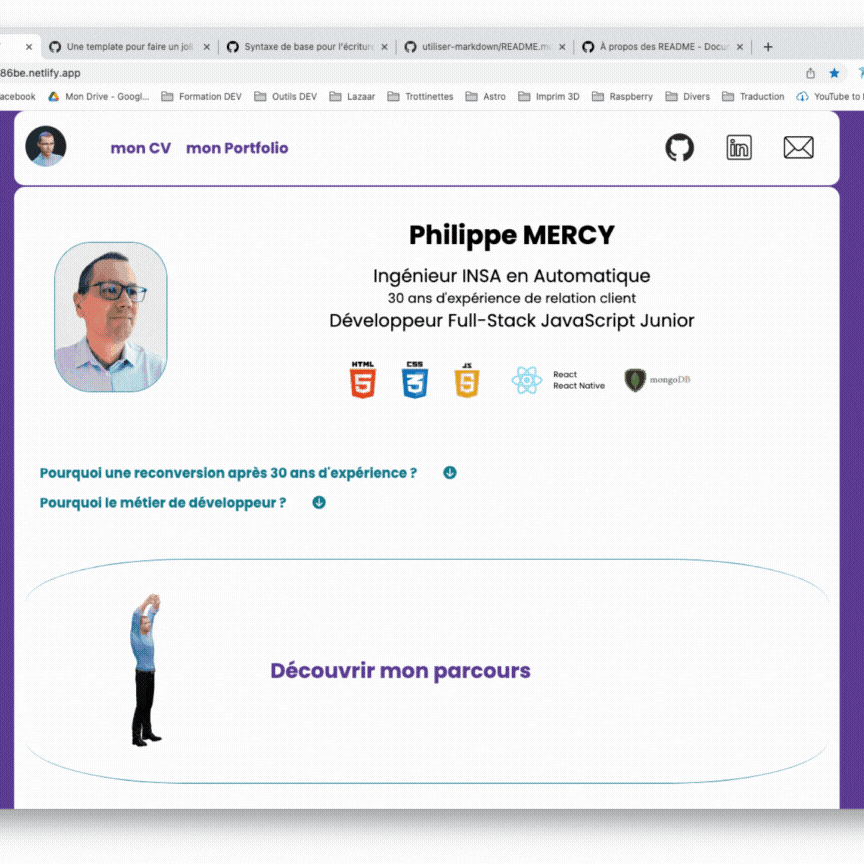 Une template pour faire un joli
Syntaxe de base pour l'écriture
utiliser-markdown/README.m
À propos des README - Docu
86be.netlify.app
acebook
Mon Drive - Googl...
Formation DEV
Outils DEV
Lazaar
Trottinettes
Astro
Imprim 3D
Raspberry
Divers
Traduction
YouTube to
mon CV
mon Portfolio
in
Philippe MERCY
Ingénieur INSA en Automatique
30 ans d'expérience de relation client
Développeur Full-Stack JavaScript Junior
HTML
5
CSS
3
JS
React
React Native
mongoDB
Pourquoi une reconversion après 30 ans d'expérience ?
Pourquoi le métier de développeur ?
Découvrir mon parcours